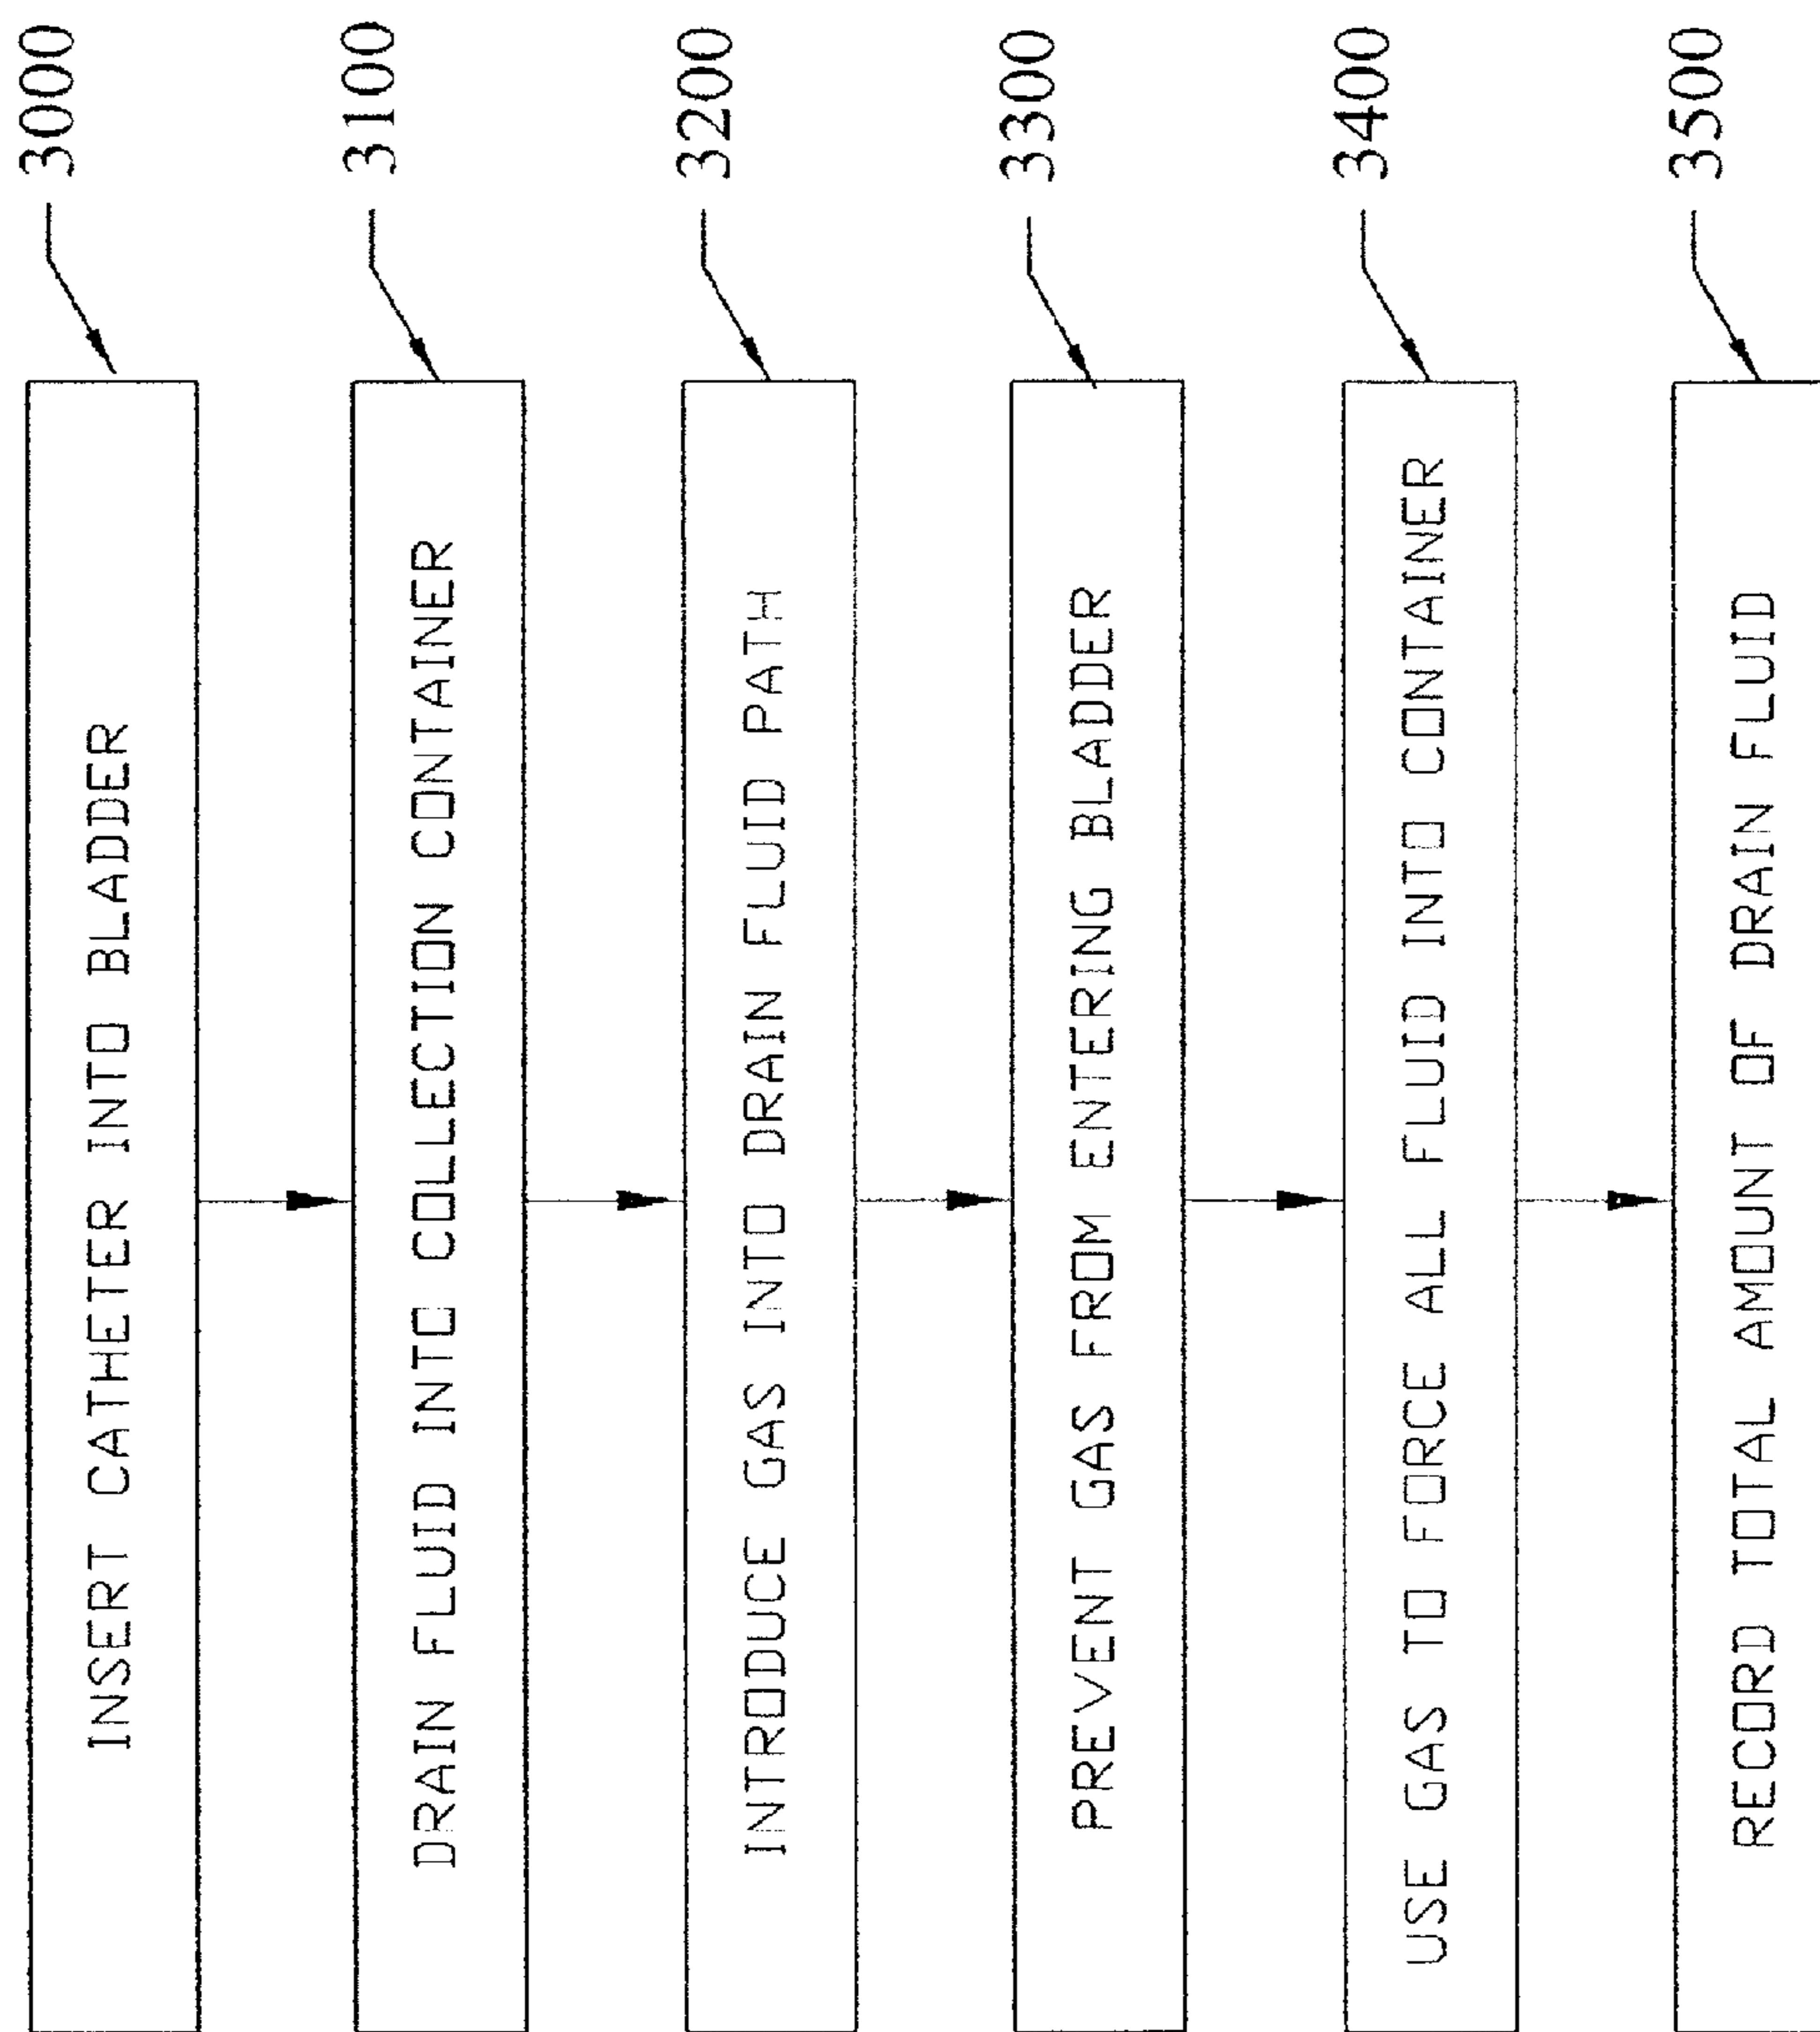 INSERT CATHETER INTO BLADDER
3000
DRAIN FLUID INTO COLLECTION CONTAINER
3100
INTRODUCE GAS INTO DRAIN FLUID PATH
3200
PREVENT GAS FROM ENTERING BLADDER
3300
USE GAS TO FORCE ALL FLUID INTO CONTAINER
3400
RECORD TOTAL AMOUNT OF DRAIN FLUID
3500